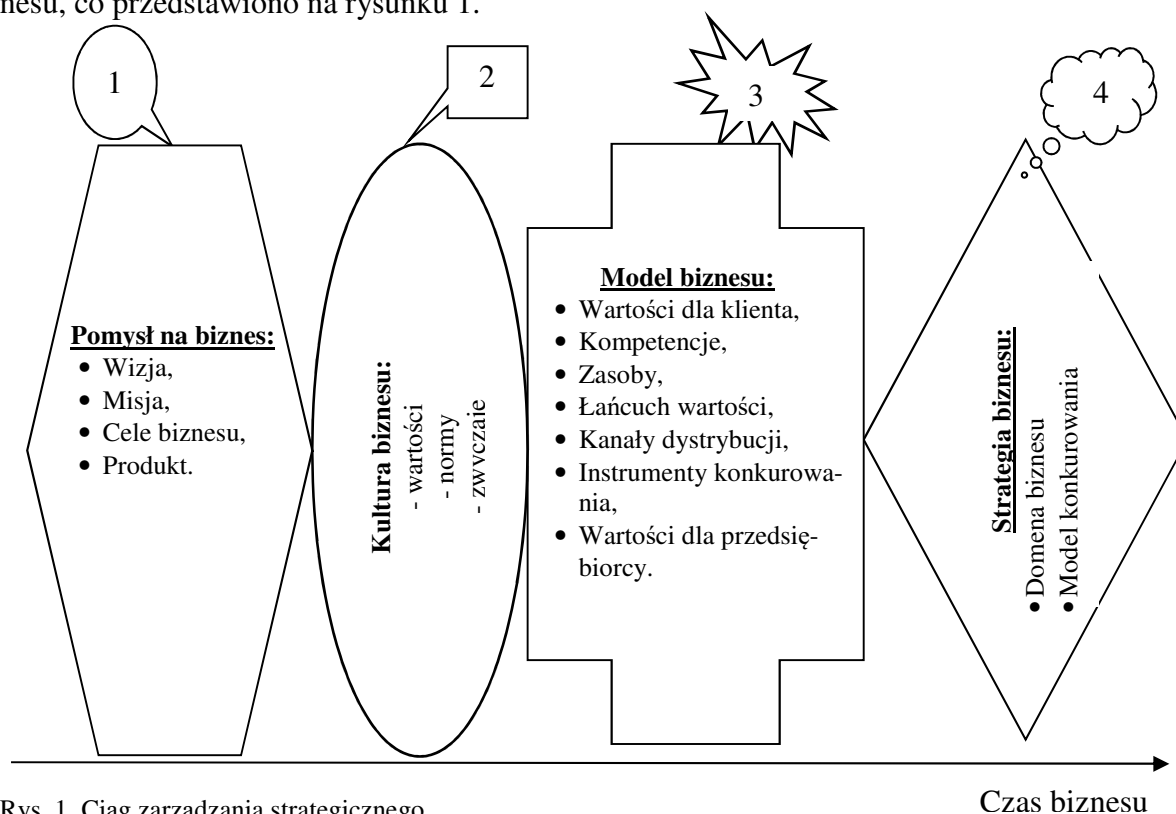 nesu, co przedstawiono na rysunku 1.
1
2
3
4
Pomysł na biznes:
• Wizja,
• Misja,
• Cele biznesu,
• Produkt.
Kultura biznesu:
- wartości
- normy
- zwyczaje
Model biznesu:
• Wartości dla klienta,
• Kompetencje,
• Zasoby,
• Łańcuch wartości,
• Kanały dystrybucji,
• Instrumenty konkurowa-
nia,
• Wartości dla przedsię-
biorcy.
Strategia biznesu:
• Domena biznesu
• Model konkurowania
Czas biznesu
Rys. 1. Ciąg zarządzania strategicznego